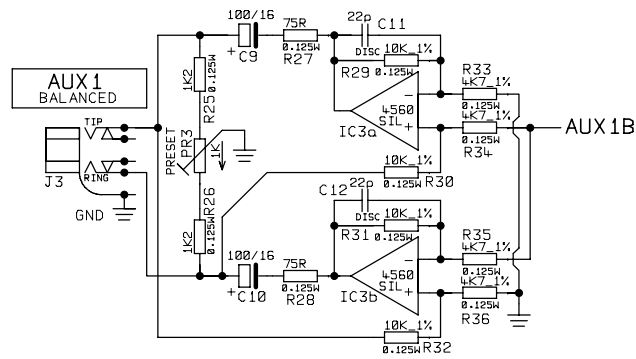 100/16
75R
22p
C11
+
C9
0.125W
R27
DISC
10K_1%
R29
0.125W
R33
4K7_1%
AUX1
BALANCED
1K2
0.125W
R25
-
4560
SIL
+
IC3a
0.125W
4K7_1%
0.125W
R34
AUX1B
TIP
RING
J3
GND
PRESET
PR3
1K
10K_1%
0.125W
R30
1K2
0.125W
R26
C12
22p
DISC
10K_1%
R31
0.125W
R35
4K7_1%
100/16
75R
+
C10
0.125W
R28
-
4560
SIL
+
IC3b
0.125W
4K7_1%
0.125W
R36
10K_1%
0.125W
R32